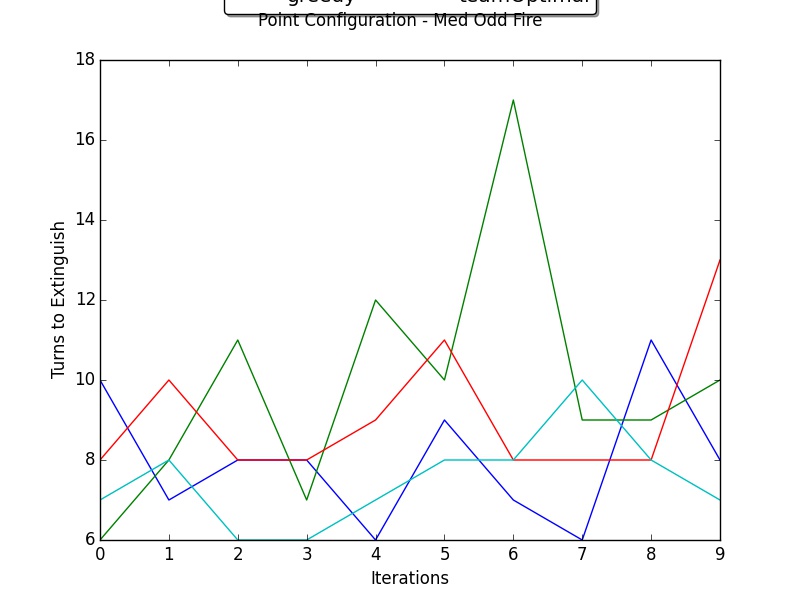 greedy teamOptimal
Point Configuration - Med Odd Fire
18
16
14
12
10
8
6
Turns to Extinguish
0 1 2 3 4 5 6 7 8 9
Iterations